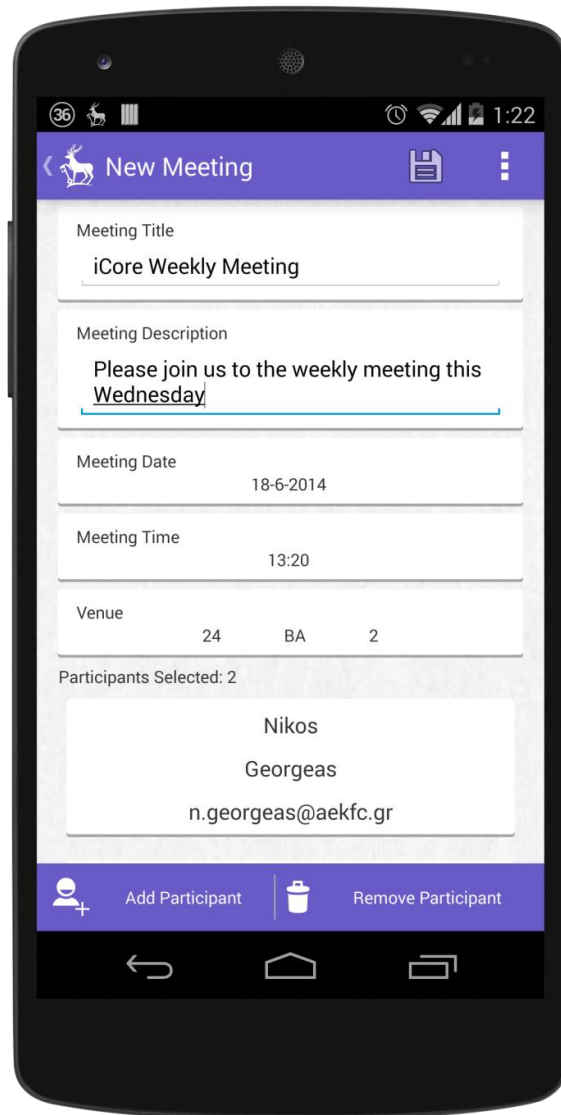 36
1:22
New Meeting
Meeting Title
iCore Weekly Meeting
Meeting Description
Please join us to the weekly meeting this
Wednesday
Meeting Date
18-6-2014
Meeting Time
13:20
Venue
24 BA 2
Participants Selected: 2
Nikos
Georgeas
n.georgeas@aekfc.gr
Add Participant Remove Participant